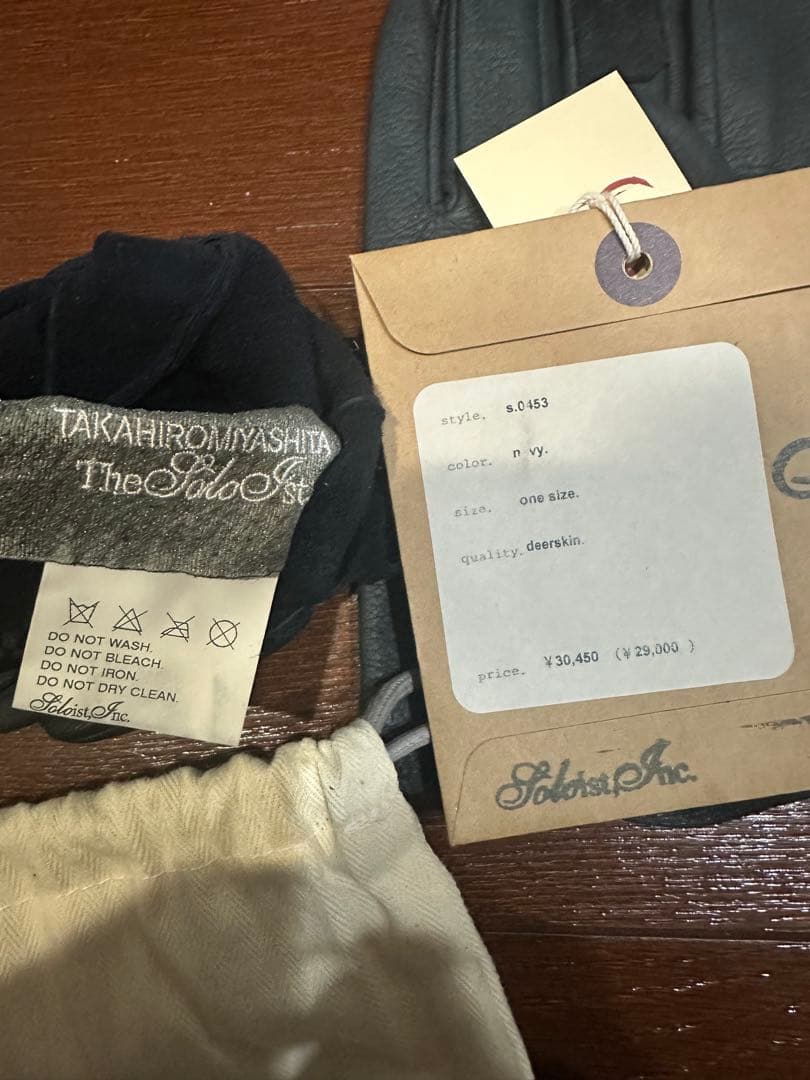 TAKAHIROMIYASHITA
TheSoloIst
DO NOT WASH.
DO NOT BLEACH.
DO NOT IRON.
DO NOT DRY CLEAN.
Soloist,Inc.
style. s.0453
color. n vy.
size. one size.
quality. deerskin.
price. ¥30,450 (¥29,000 )
Soloist,Inc.